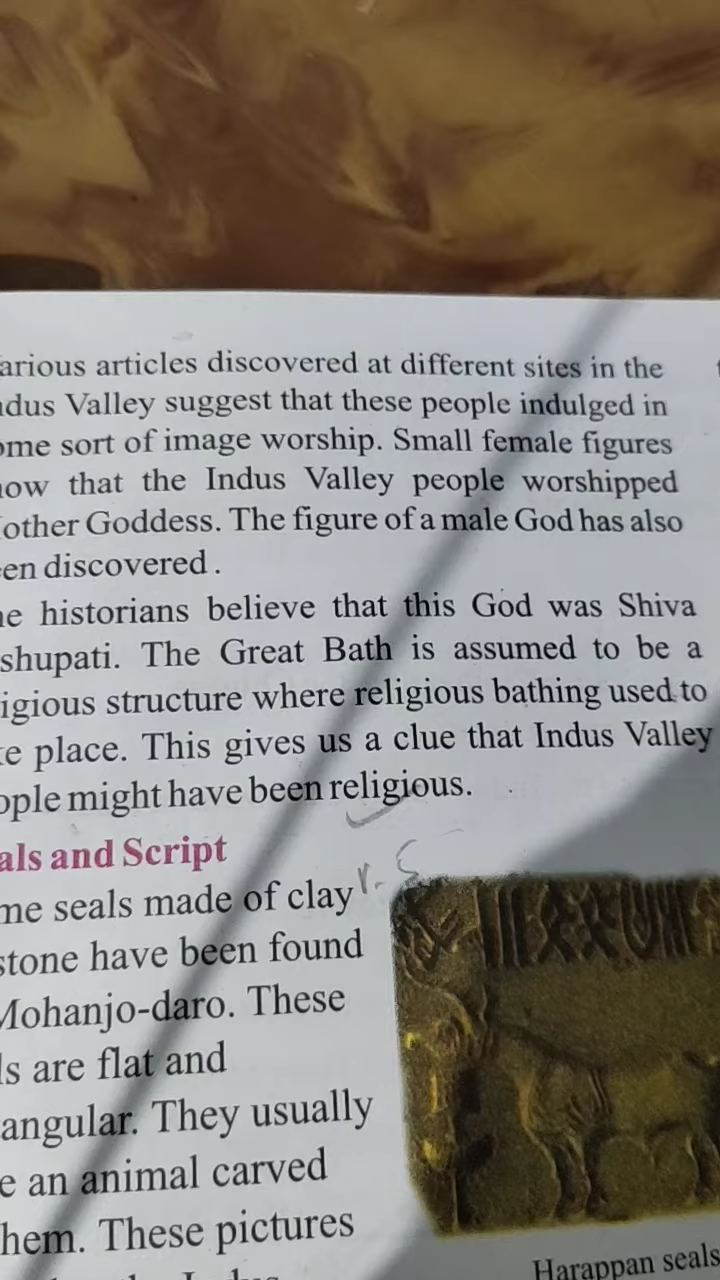 arious articles discovered at different sites in the
dus Valley suggest that these people indulged in
ome sort of image worship. Small female figures
ow that the Indus Valley people worshipped
other Goddess. The figure of a male God has also
en discovered.
e historians believe that this God was Shiva
shupati. The Great Bath is assumed to be a
igious structure where religious bathing used to
e place. This gives us a clue that Indus Valley
ople might have been religious.
als and Script
me seals made of clay
stone have been found
Mohanjo-daro. These
ls are flat and
angular. They usually
e an animal carved
hem. These pictures
Harappan seals